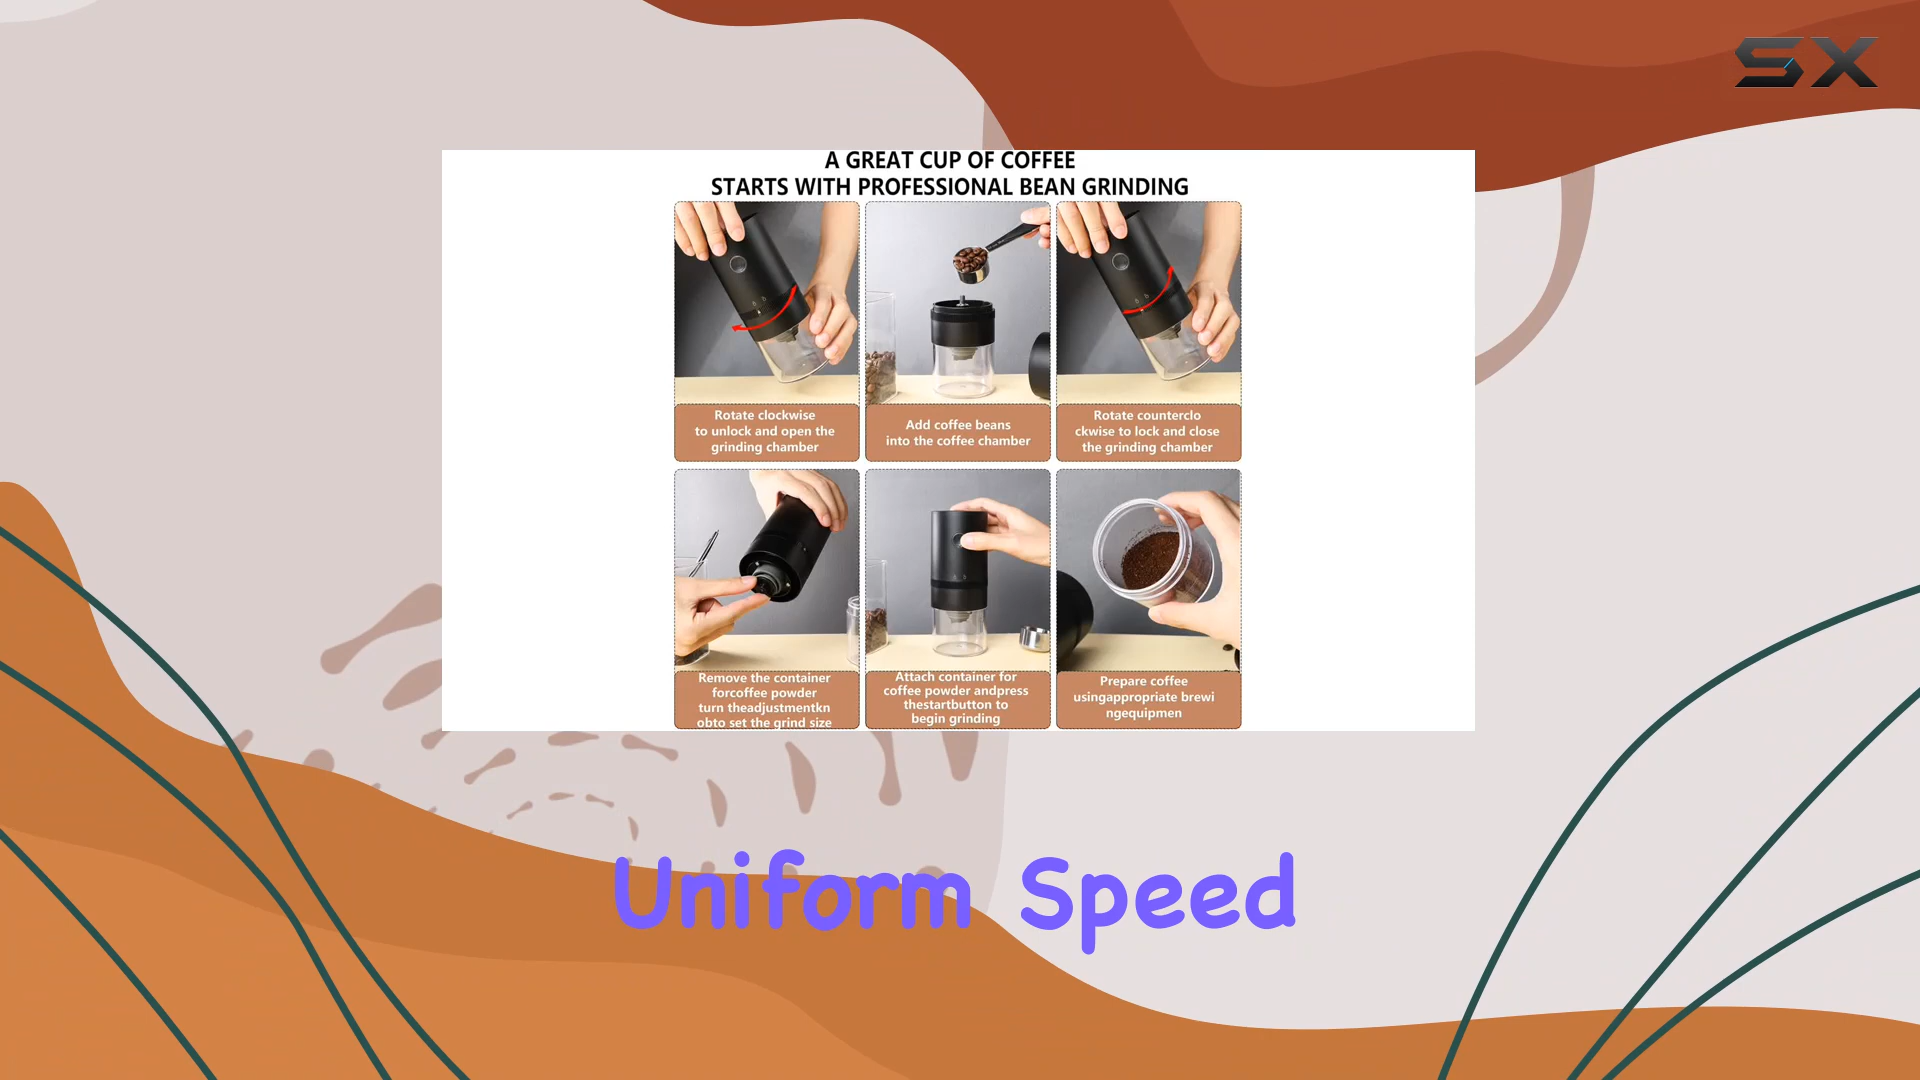 SX
A GREAT CUP OF COFFEE
STARTS WITH PROFESSIONAL BEAN GRINDING
Rotate clockwise
to unlock and open the
grinding chamber
Add coffee beans
into the coffee chamber
Rotate counterclo
ckwise to lock and close
the grinding chamber
Remove the container
forcoffee powder
turn theadjustmentkn
obto set the grind size
Attach container for
coffee powder andpress
thestartbutton to
begin grinding
Prepare coffee
usingappropriate brewi
ngequipmen
Uniform Speed